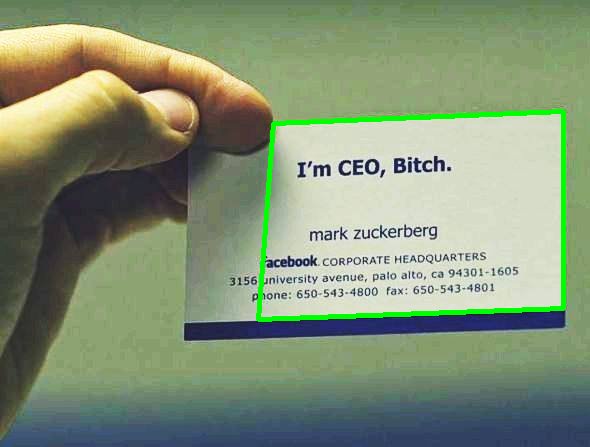 I'm CEO, Bitch.
mark zuckerberg
facebook. CORPORATE HEADQUARTERS
3156 university avenue, palo alto, ca 94301-1605
phone: 650-543-4800 fax: 650-543-4801